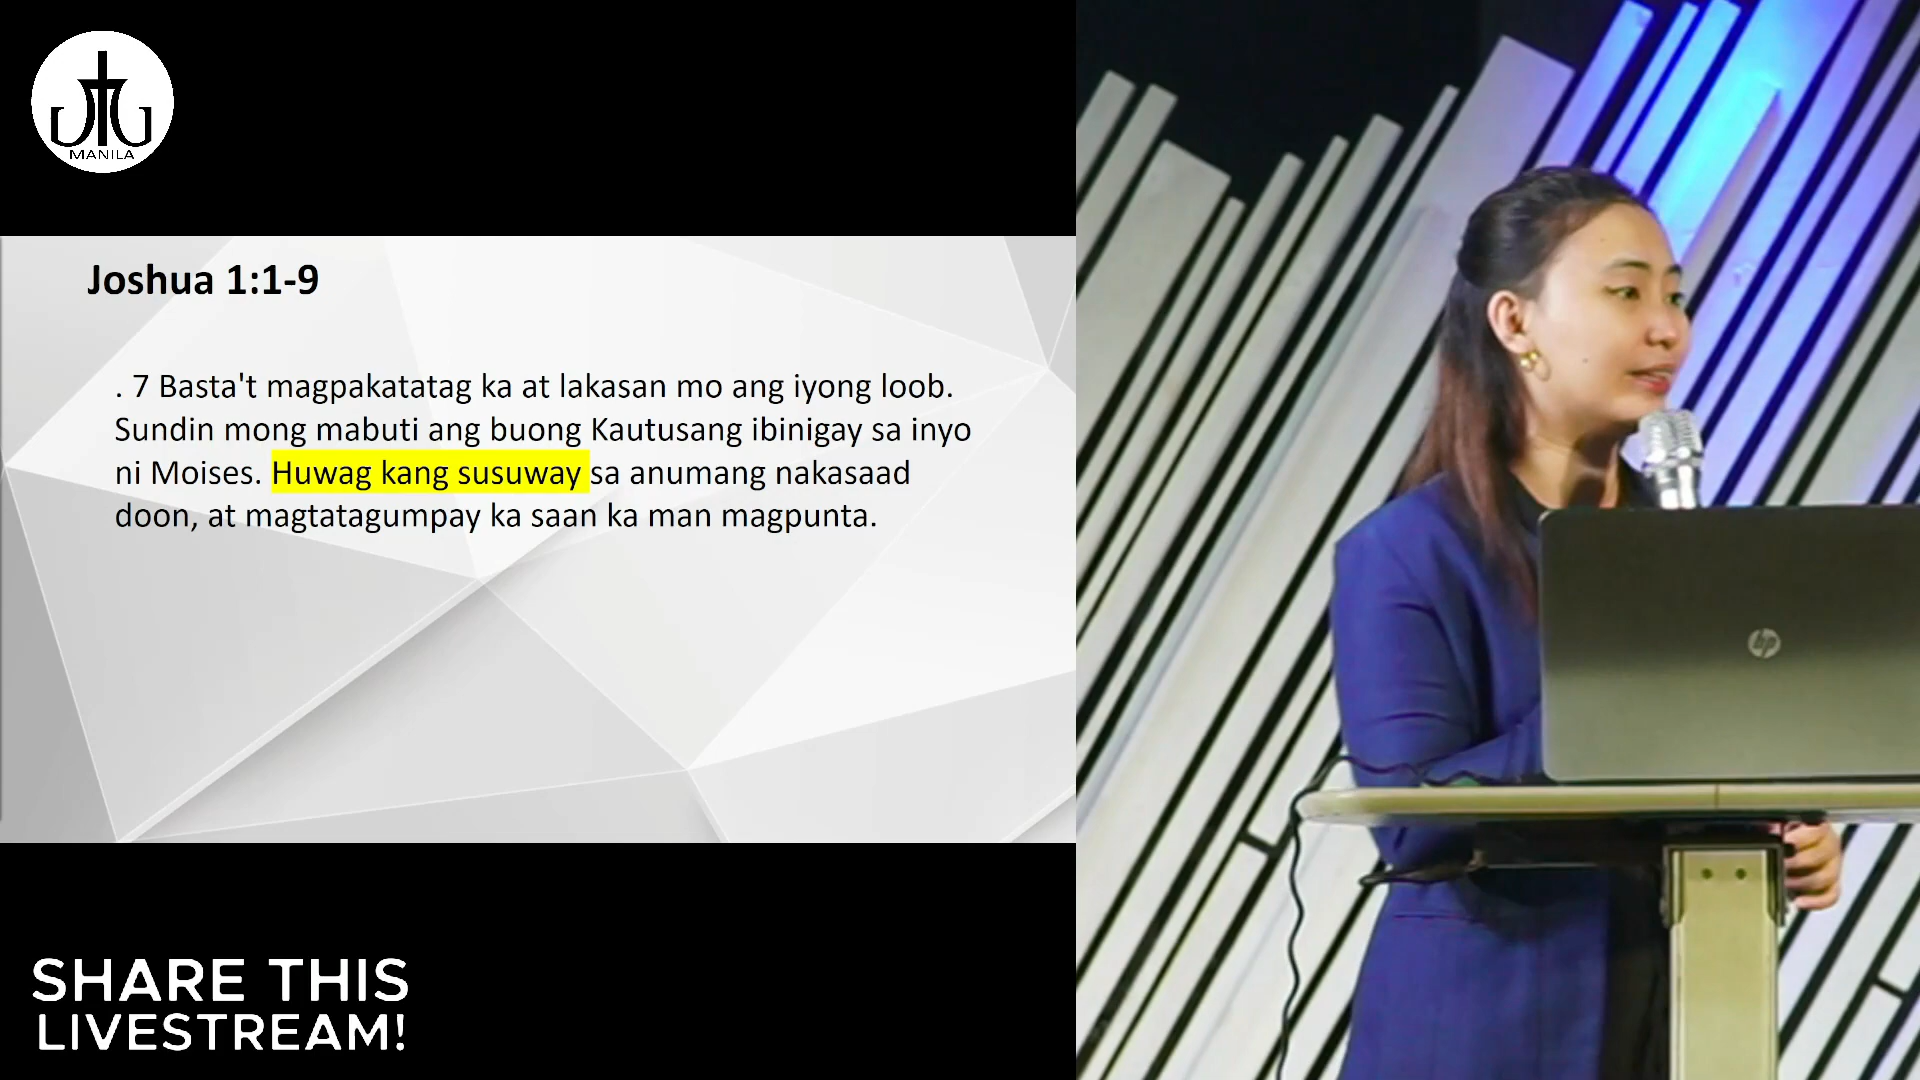 JTG
MANILA
Joshua 1:1-9
. 7 Basta't magpakatatag ka at lakasan mo ang iyong loob.
Sundin mong mabuti ang buong Kautusang ibinigay sa inyo
ni Moises. Huwag kang susuway sa anumang nakasaad
doon, at magtatagumpay ka saan ka man magpunta.
hp
SHARE THIS
LIVESTREAM!